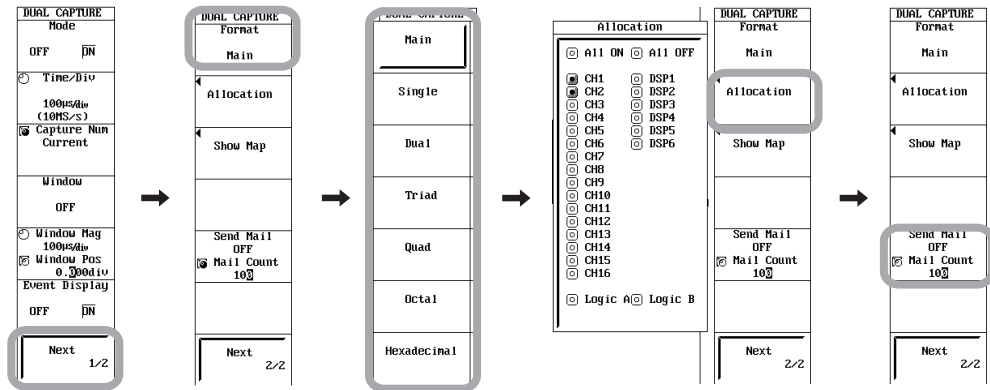 DUAL CAPTURE
Mode
OFF ON
Time/Div
100µs/div
(10MS/s)
Capture Num
Current
Window
OFF
Window Mag
100µs/div
Window Pos
0.000div
Event Display
OFF ON
Next
1/2
DUAL CAPTURE
Format
Main
Allocation
Show Map
Send Mail
OFF
Mail Count
100
Next
2/2
DUAL CAPTURE
Main
Single
Dual
Triad
Quad
Octal
Hexadecimal
Allocation
All ON All OFF
CH1 DSP1
CH2 DSP2
CH3 DSP3
CH4 DSP4
CH5 DSP5
CH6 DSP6
CH7
CH8
CH9
CH10
CH11
CH12
CH13
CH14
CH15
CH16
Logic A Logic B
DUAL CAPTURE
Format
Main
Allocation
Show Map
Send Mail
OFF
Mail Count
100
Next
2/2
DUAL CAPTURE
Format
Main
Allocation
Show Map
Send Mail
OFF
Mail Count
100
Next
2/2